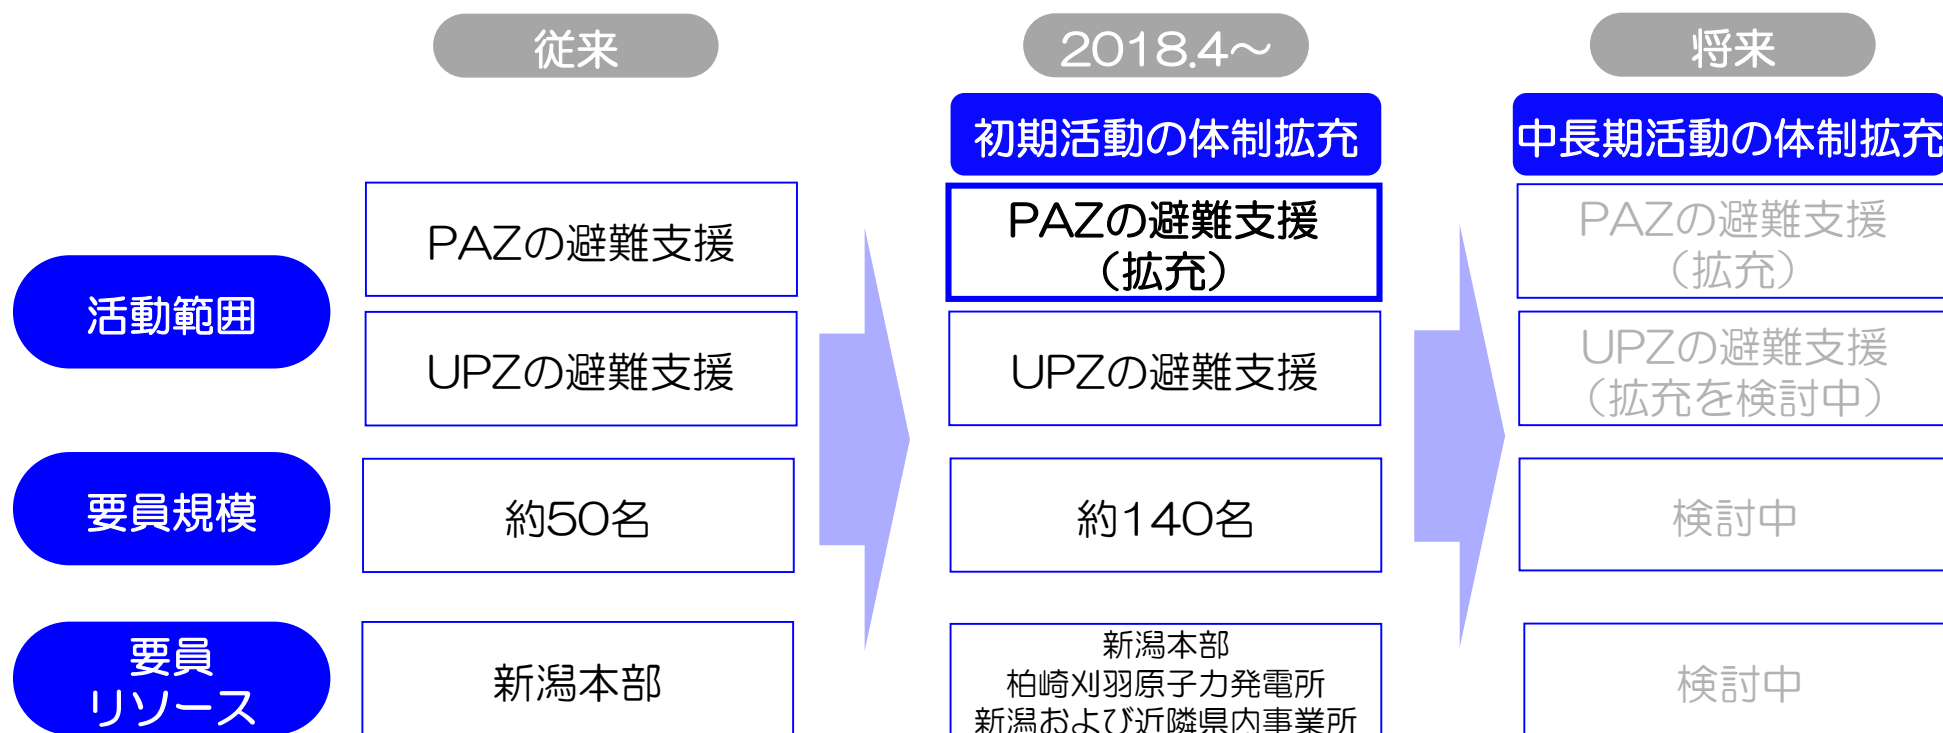 従来
2018.4～
将来
初期活動の体制拡充
中長期活動の体制拡充
活動範囲
PAZの避難支援
PAZの避難支援
（拡充）
PAZの避難支援
（拡充）
UPZの避難支援
UPZの避難支援
UPZの避難支援
（拡充を検討中）
要員規模
約50名
約140名
検討中
要員
リソース
新潟本部
新潟本部
柏崎刈羽原子力発電所
新潟および近隣県内事業所
検討中